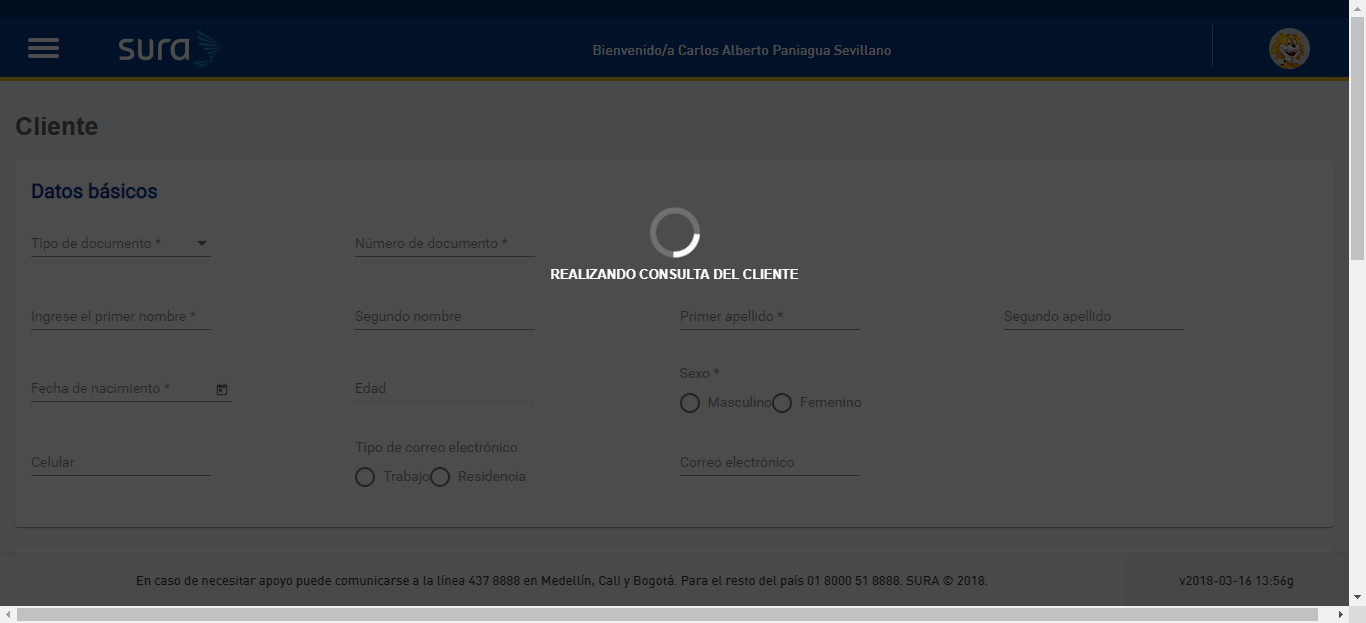 sura
Bienvenido/a Carlos Alberto Paniagua Sevillano
Cliente
Datos básicos
Tipo de documento *
Número de documento *
REALIZANDO CONSULTA DEL CLIENTE
Ingrese el primer nombre *
Segundo nombre
Primer apellido *
Segundo apellido
Fecha de nacimiento *
Edad
Sexo *
Masculino
Femenino
Celular
Tipo de correo electrónico
Trabajo
Residencia
Correo electrónico
En caso de necesitar apoyo puede comunicarse a la línea 437 8888 en Medellín, Cali y Bogotá. Para el resto del país 01 8000 51 8888. SURA © 2018.
v2018-03-16 13:56g